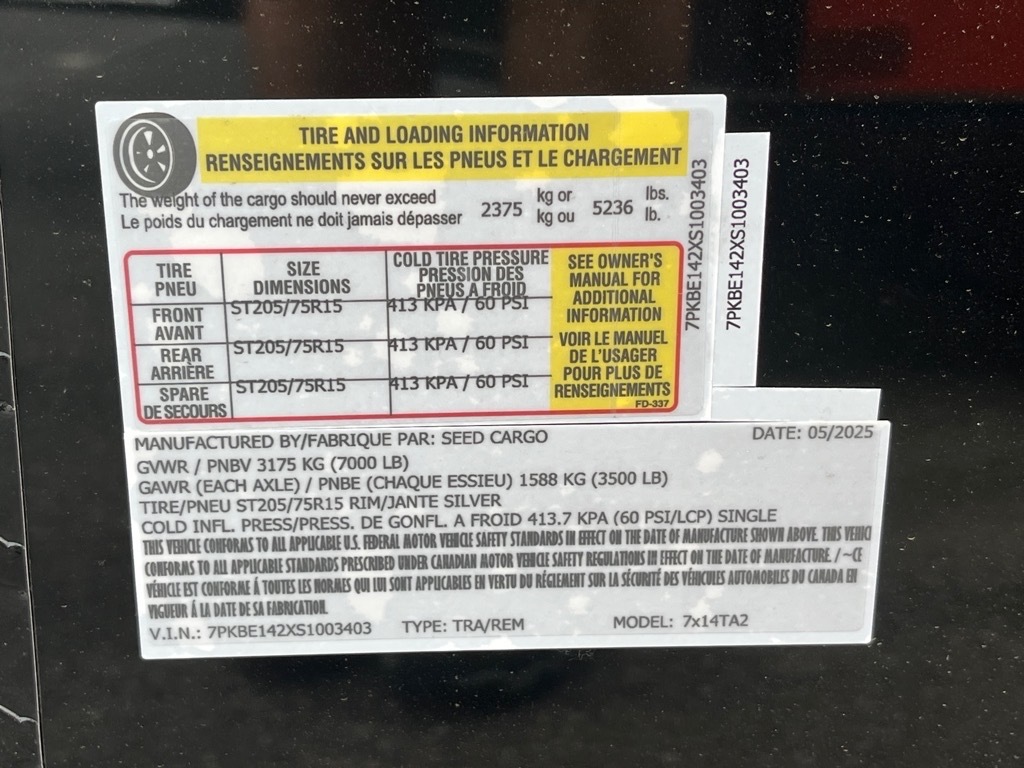 TIRE AND LOADING INFORMATION
RENSEIGNEMENTS SUR LES PNEUS ET LE CHARGEMENT
The weight of the cargo should never exceed 2375 kg or 5236 lbs.
Le poids du chargement ne doit jamais dépasser kg ou lb.
TIRE
PNEU
SIZE
DIMENSIONS
COLD TIRE PRESSURE
PRESSION DES
PNEUS A FROID
FRONT
AVANT
ST205/75R15
413 KPA / 60 PSI
REAR
ARRIÈRE
ST205/75R15
413 KPA / 60 PSI
SPARE
DE SECOURS
ST205/75R15
413 KPA / 60 PSI
SEE OWNER'S
MANUAL FOR
ADDITIONAL
INFORMATION
VOIR LE MANUEL
DE L'USAGER
POUR PLUS DE
RENSEIGNEMENTS
FD-337
7PKBE142XS1003403
7PKBE142XS1003403
MANUFACTURED BY/FABRIQUE PAR: SEED CARGO DATE: 05/2025
GVWR / PNBV 3175 KG (7000 LB)
GAWR (EACH AXLE) / PNBE (CHAQUE ESSIEU) 1588 KG (3500 LB)
TIRE/PNEU ST205/75R15 RIM/JANTE SILVER
COLD INFL. PRESS/PRESS. DE GONFL. A FROID 413.7 KPA (60 PSI/LCP) SINGLE
THIS VEHICLE CONFORMS TO ALL APPLICABLE U.S. FEDERAL MOTOR VEHICLE SAFETY STANDARDS IN EFFECT ON THE DATE OF MANUFACTURE SHOWN ABOVE. THIS VEHICL
CONFORMS TO ALL APPLICABLE STANDARDS PRESCRIBED UNDER CANADIAN MOTOR VEHICLE SAFETY REGULATIONS IN EFFECT ON THE DATE OF MANUFACTURE. / ~CE
VÉHICLE EST CONFORME Á TOUTES LES NORMES QUI LUI SONT APPLICABLES EN VERTU DU RÉGLEMENT SUR LA SÉCURITÉ DES VÉHICULES AUTOMOBILES DU CANADA EN
VIGUEUR Á LA DATE DE SA FABRICATION.
V.I.N.: 7PKBE142XS1003403 TYPE: TRA/REM MODEL: 7x14TA2